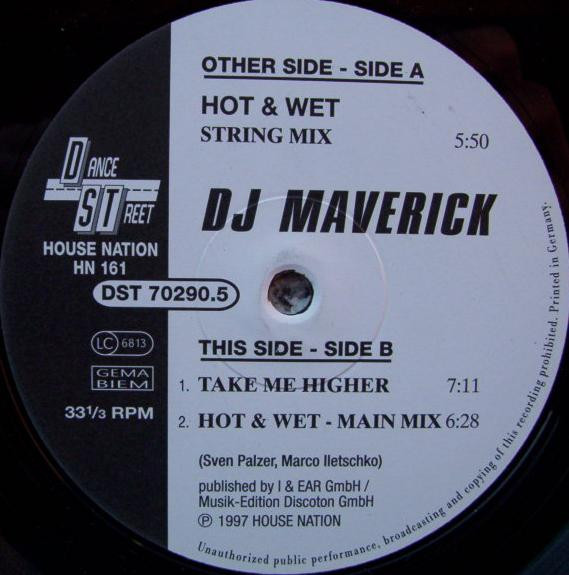 OTHER SIDE - SIDE A
HOT & WET
STRING MIX 5:50
DJ MAVERICK
DANCE
STREET
HOUSE NATION
HN 161
DST 70290.5
LC 6813
GEMA
BIEM
33 1/3 RPM
THIS SIDE - SIDE B
1. TAKE ME HIGHER 7:11
2. HOT & WET - MAIN MIX 6:28
(Sven Palzer, Marco Iletschko)
published by I & EAR GmbH /
Musik-Edition Discoton GmbH
Ⓟ 1997 HOUSE NATION
Unauthorized public performance, broadcasting and copying of this recording prohibited. Printed in Germany.